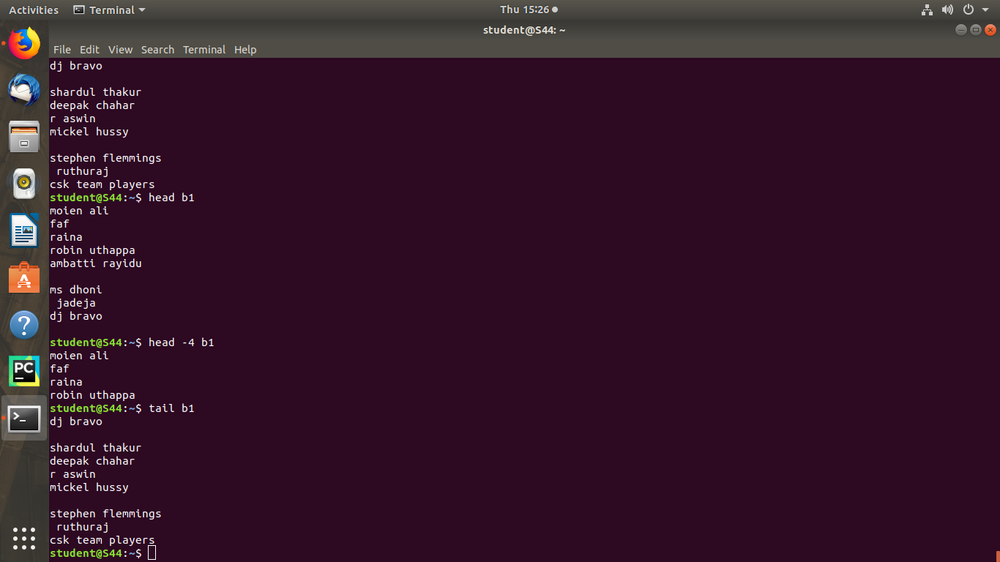 Activities Terminal Thu 15:26
student@S44: ~
File Edit View Search Terminal Help
dj bravo

shardul thakur
deepak chahar
r aswin
mickel hussy

stephen flemmings
 ruthuraj
csk team players
student@S44:~$ head b1
moien ali
faf
raina
robin uthappa
ambatti rayidu

ms dhoni
 jadeja
dj bravo

student@S44:~$ head -4 b1
moien ali
faf
raina
robin uthappa
student@S44:~$ tail b1
dj bravo

shardul thakur
deepak chahar
r aswin
mickel hussy

stephen flemmings
 ruthuraj
csk team players
student@S44:~$
A
?
PC
>_